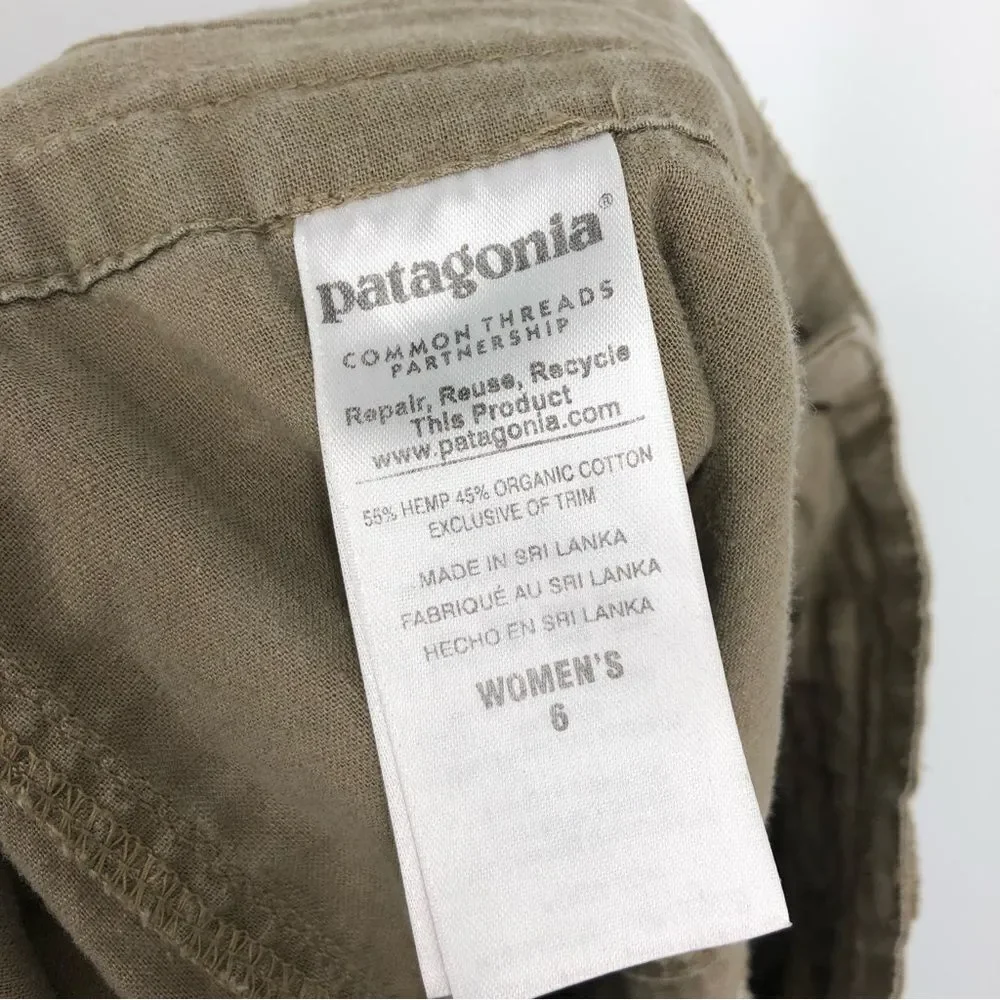 patagonia®
COMMON THREADS
PARTNERSHIP
Repair, Reuse, Recycle
This Product
www.patagonia.com
55% HEMP 45% ORGANIC COTTON
EXCLUSIVE OF TRIM
MADE IN SRI LANKA
FABRIQUÉ AU SRI LANKA
HECHO EN SRI LANKA
WOMEN'S
6